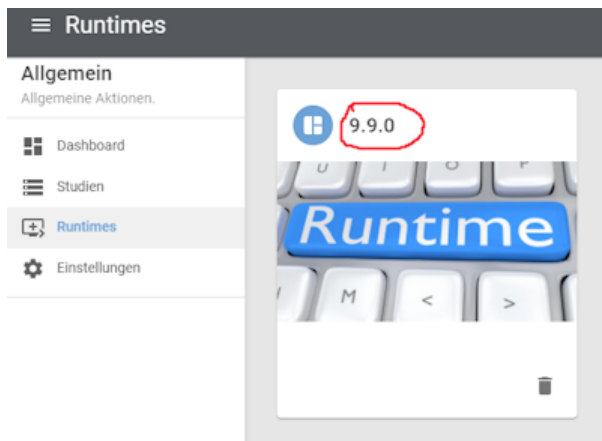 Runtimes
Allgemein
Allgemeine Aktionen.
Dashboard
Studien
Runtimes
Einstellungen
9.9.0
U I O P
Runtime
M < >